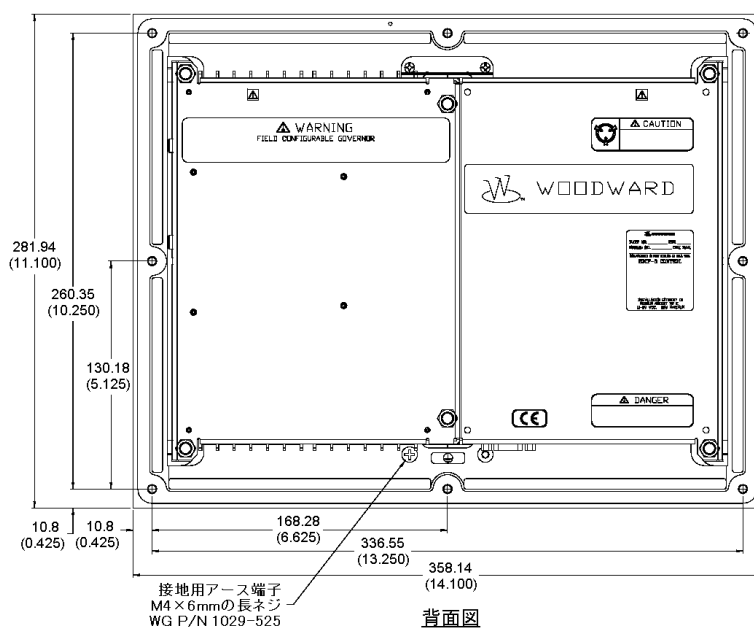 WARNING
FIELD CONFIGURABLE GOVERNOR
CAUTION
WOODWARD
281.94
(11.100)
260.35
(10.250)
130.18
(5.125)
DANGER
CE
10.8
(0.425)
10.8
(0.425)
168.28
(6.625)
336.55
(13.250)
358.14
(14.100)
接地用アース端子
M4×6mmの長ネジ
WG P/N 1029-525
背面図